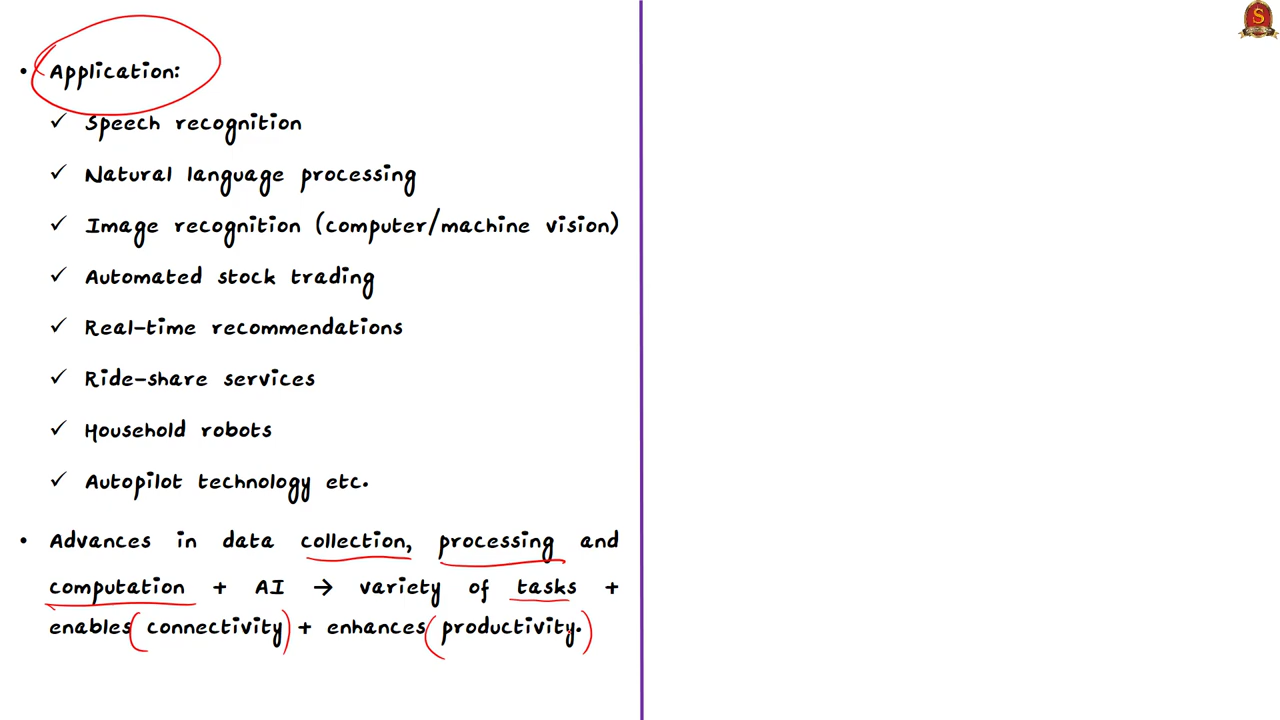 • Application:
✓ Speech recognition
✓ Natural language processing
✓ Image recognition (computer/machine vision)
✓ Automated stock trading
✓ Real-time recommendations
✓ Ride-share services
✓ Household robots
✓ Autopilot technology etc.
• Advances in data collection, processing and
computation + AI → variety of tasks +
enables connectivity + enhances productivity.
S